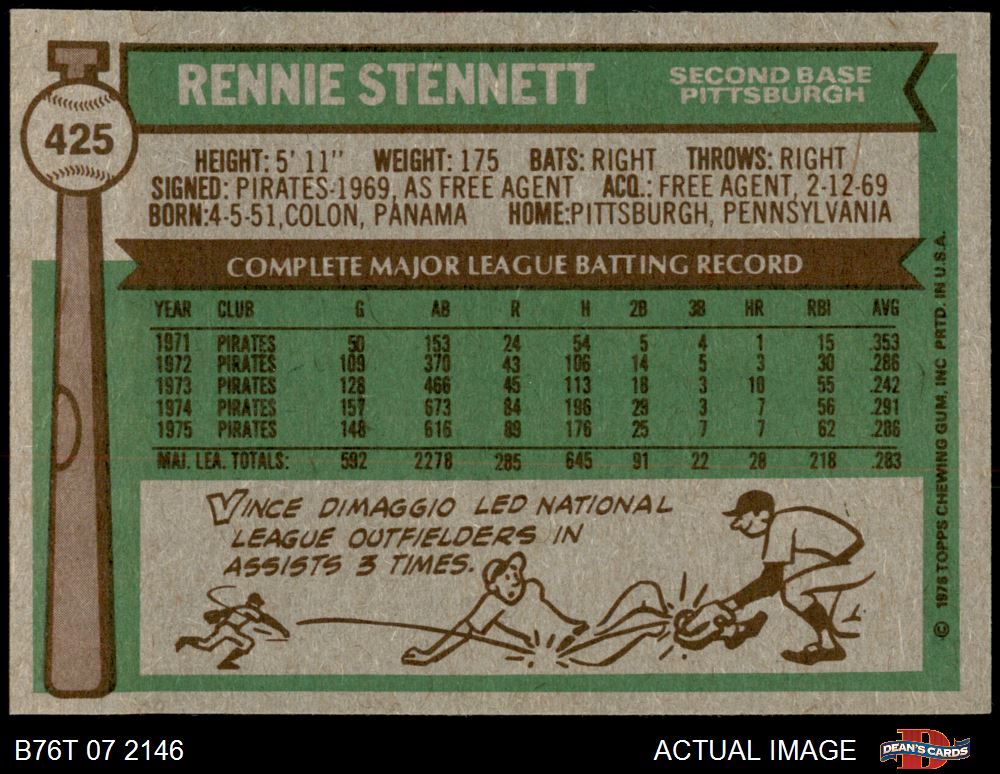 RENNIE STENNETT
SECOND BASE
PITTSBURGH
425
HEIGHT: 5' 11" WEIGHT: 175 BATS: RIGHT THROWS: RIGHT
SIGNED: PIRATES-1969, AS FREE AGENT ACQ.: FREE AGENT, 2-12-69
BORN:4-5-51,COLON, PANAMA HOME:PITTSBURGH, PENNSYLVANIA
COMPLETE MAJOR LEAGUE BATTING RECORD
YEAR CLUB G AB R H 2B 3B HR RBI AVG
1971 PIRATES 50 153 24 54 5 4 1 15 .353
1972 PIRATES 109 370 43 106 14 5 3 30 .286
1973 PIRATES 128 466 45 113 18 3 10 55 .242
1974 PIRATES 157 673 84 196 29 3 7 56 .291
1975 PIRATES 148 616 89 176 25 7 7 62 .286
MAJ. LEA. TOTALS: 592 2278 285 645 91 22 28 218 .283
VINCE DIMAGGIO LED NATIONAL
LEAGUE OUTFIELDERS IN
ASSISTS 3 TIMES.
© 1976 TOPPS CHEWING GUM, INC PRTD. IN U.S.A.
B76T 07 2146
ACTUAL IMAGE
DEAN'S CARDS